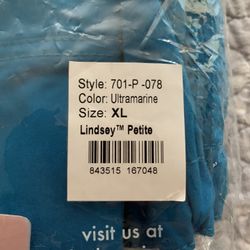 Style: 701-P -078
Color: Ultramarine
Size: XL
Lindsey™ Petite
843515 167048
visit us at